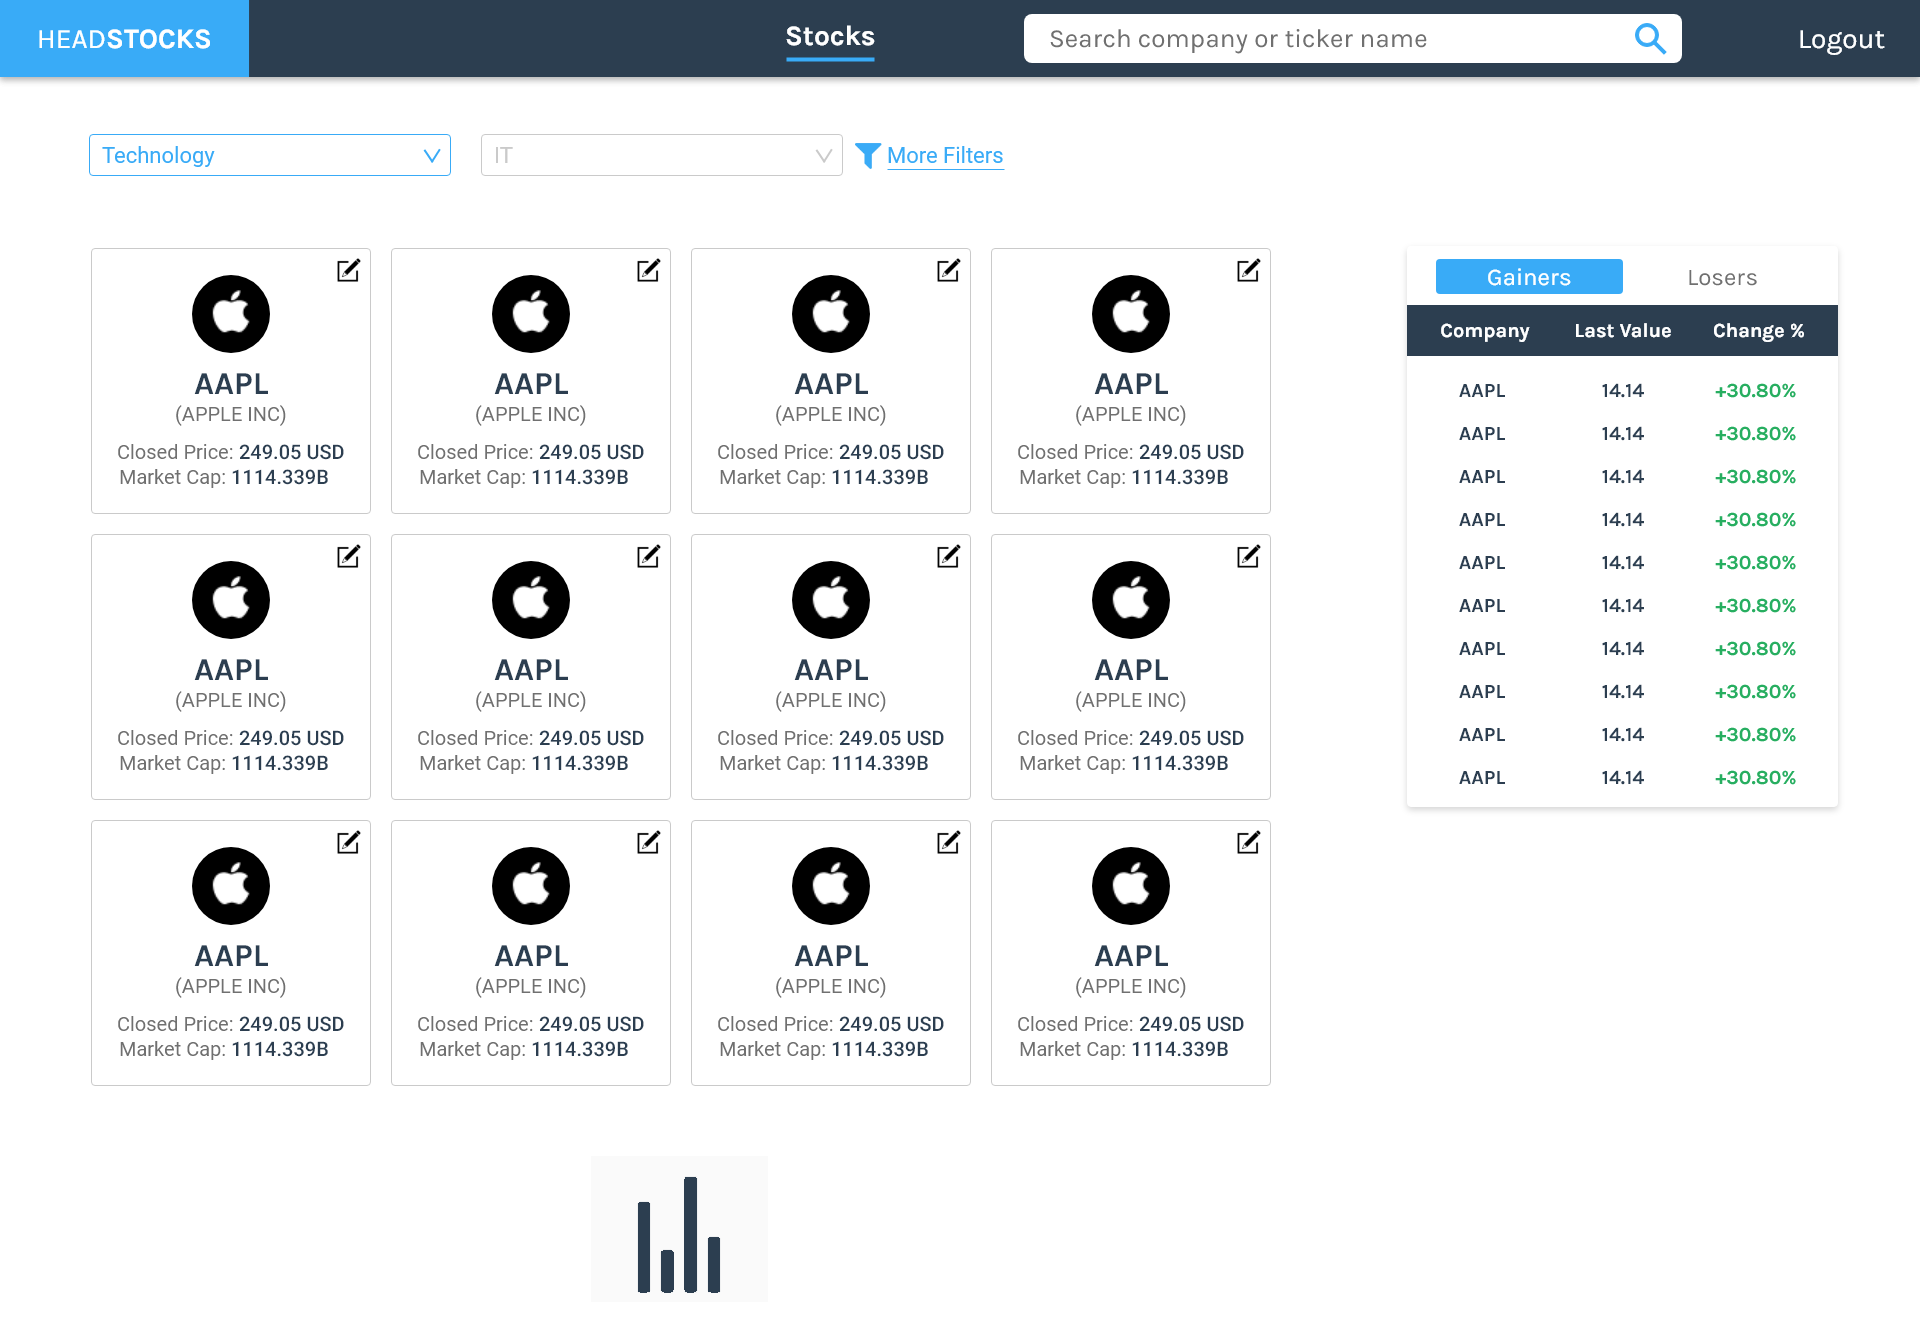 HEADSTOCKS
Stocks
Search company or ticker name
Logout
Technology
IT
More Filters
AAPL
(APPLE INC)
Closed Price: 249.05 USD
Market Cap: 1114.339B
AAPL
(APPLE INC)
Closed Price: 249.05 USD
Market Cap: 1114.339B
AAPL
(APPLE INC)
Closed Price: 249.05 USD
Market Cap: 1114.339B
AAPL
(APPLE INC)
Closed Price: 249.05 USD
Market Cap: 1114.339B
AAPL
(APPLE INC)
Closed Price: 249.05 USD
Market Cap: 1114.339B
AAPL
(APPLE INC)
Closed Price: 249.05 USD
Market Cap: 1114.339B
AAPL
(APPLE INC)
Closed Price: 249.05 USD
Market Cap: 1114.339B
AAPL
(APPLE INC)
Closed Price: 249.05 USD
Market Cap: 1114.339B
AAPL
(APPLE INC)
Closed Price: 249.05 USD
Market Cap: 1114.339B
AAPL
(APPLE INC)
Closed Price: 249.05 USD
Market Cap: 1114.339B
AAPL
(APPLE INC)
Closed Price: 249.05 USD
Market Cap: 1114.339B
AAPL
(APPLE INC)
Closed Price: 249.05 USD
Market Cap: 1114.339B
Gainers Losers
Company Last Value Change %
AAPL 14.14 +30.80%
AAPL 14.14 +30.80%
AAPL 14.14 +30.80%
AAPL 14.14 +30.80%
AAPL 14.14 +30.80%
AAPL 14.14 +30.80%
AAPL 14.14 +30.80%
AAPL 14.14 +30.80%
AAPL 14.14 +30.80%
AAPL 14.14 +30.80%